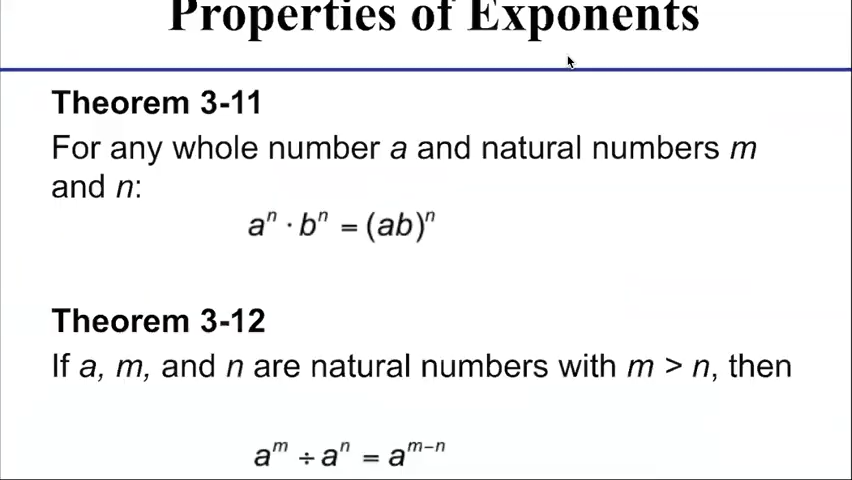 Properties of Exponents
Theorem 3-11
For any whole number a and natural numbers m
and n:
aⁿ · bⁿ = (ab)ⁿ
Theorem 3-12
If a, m, and n are natural numbers with m > n, then
aᵐ ÷ aⁿ = aᵐ⁻ⁿ